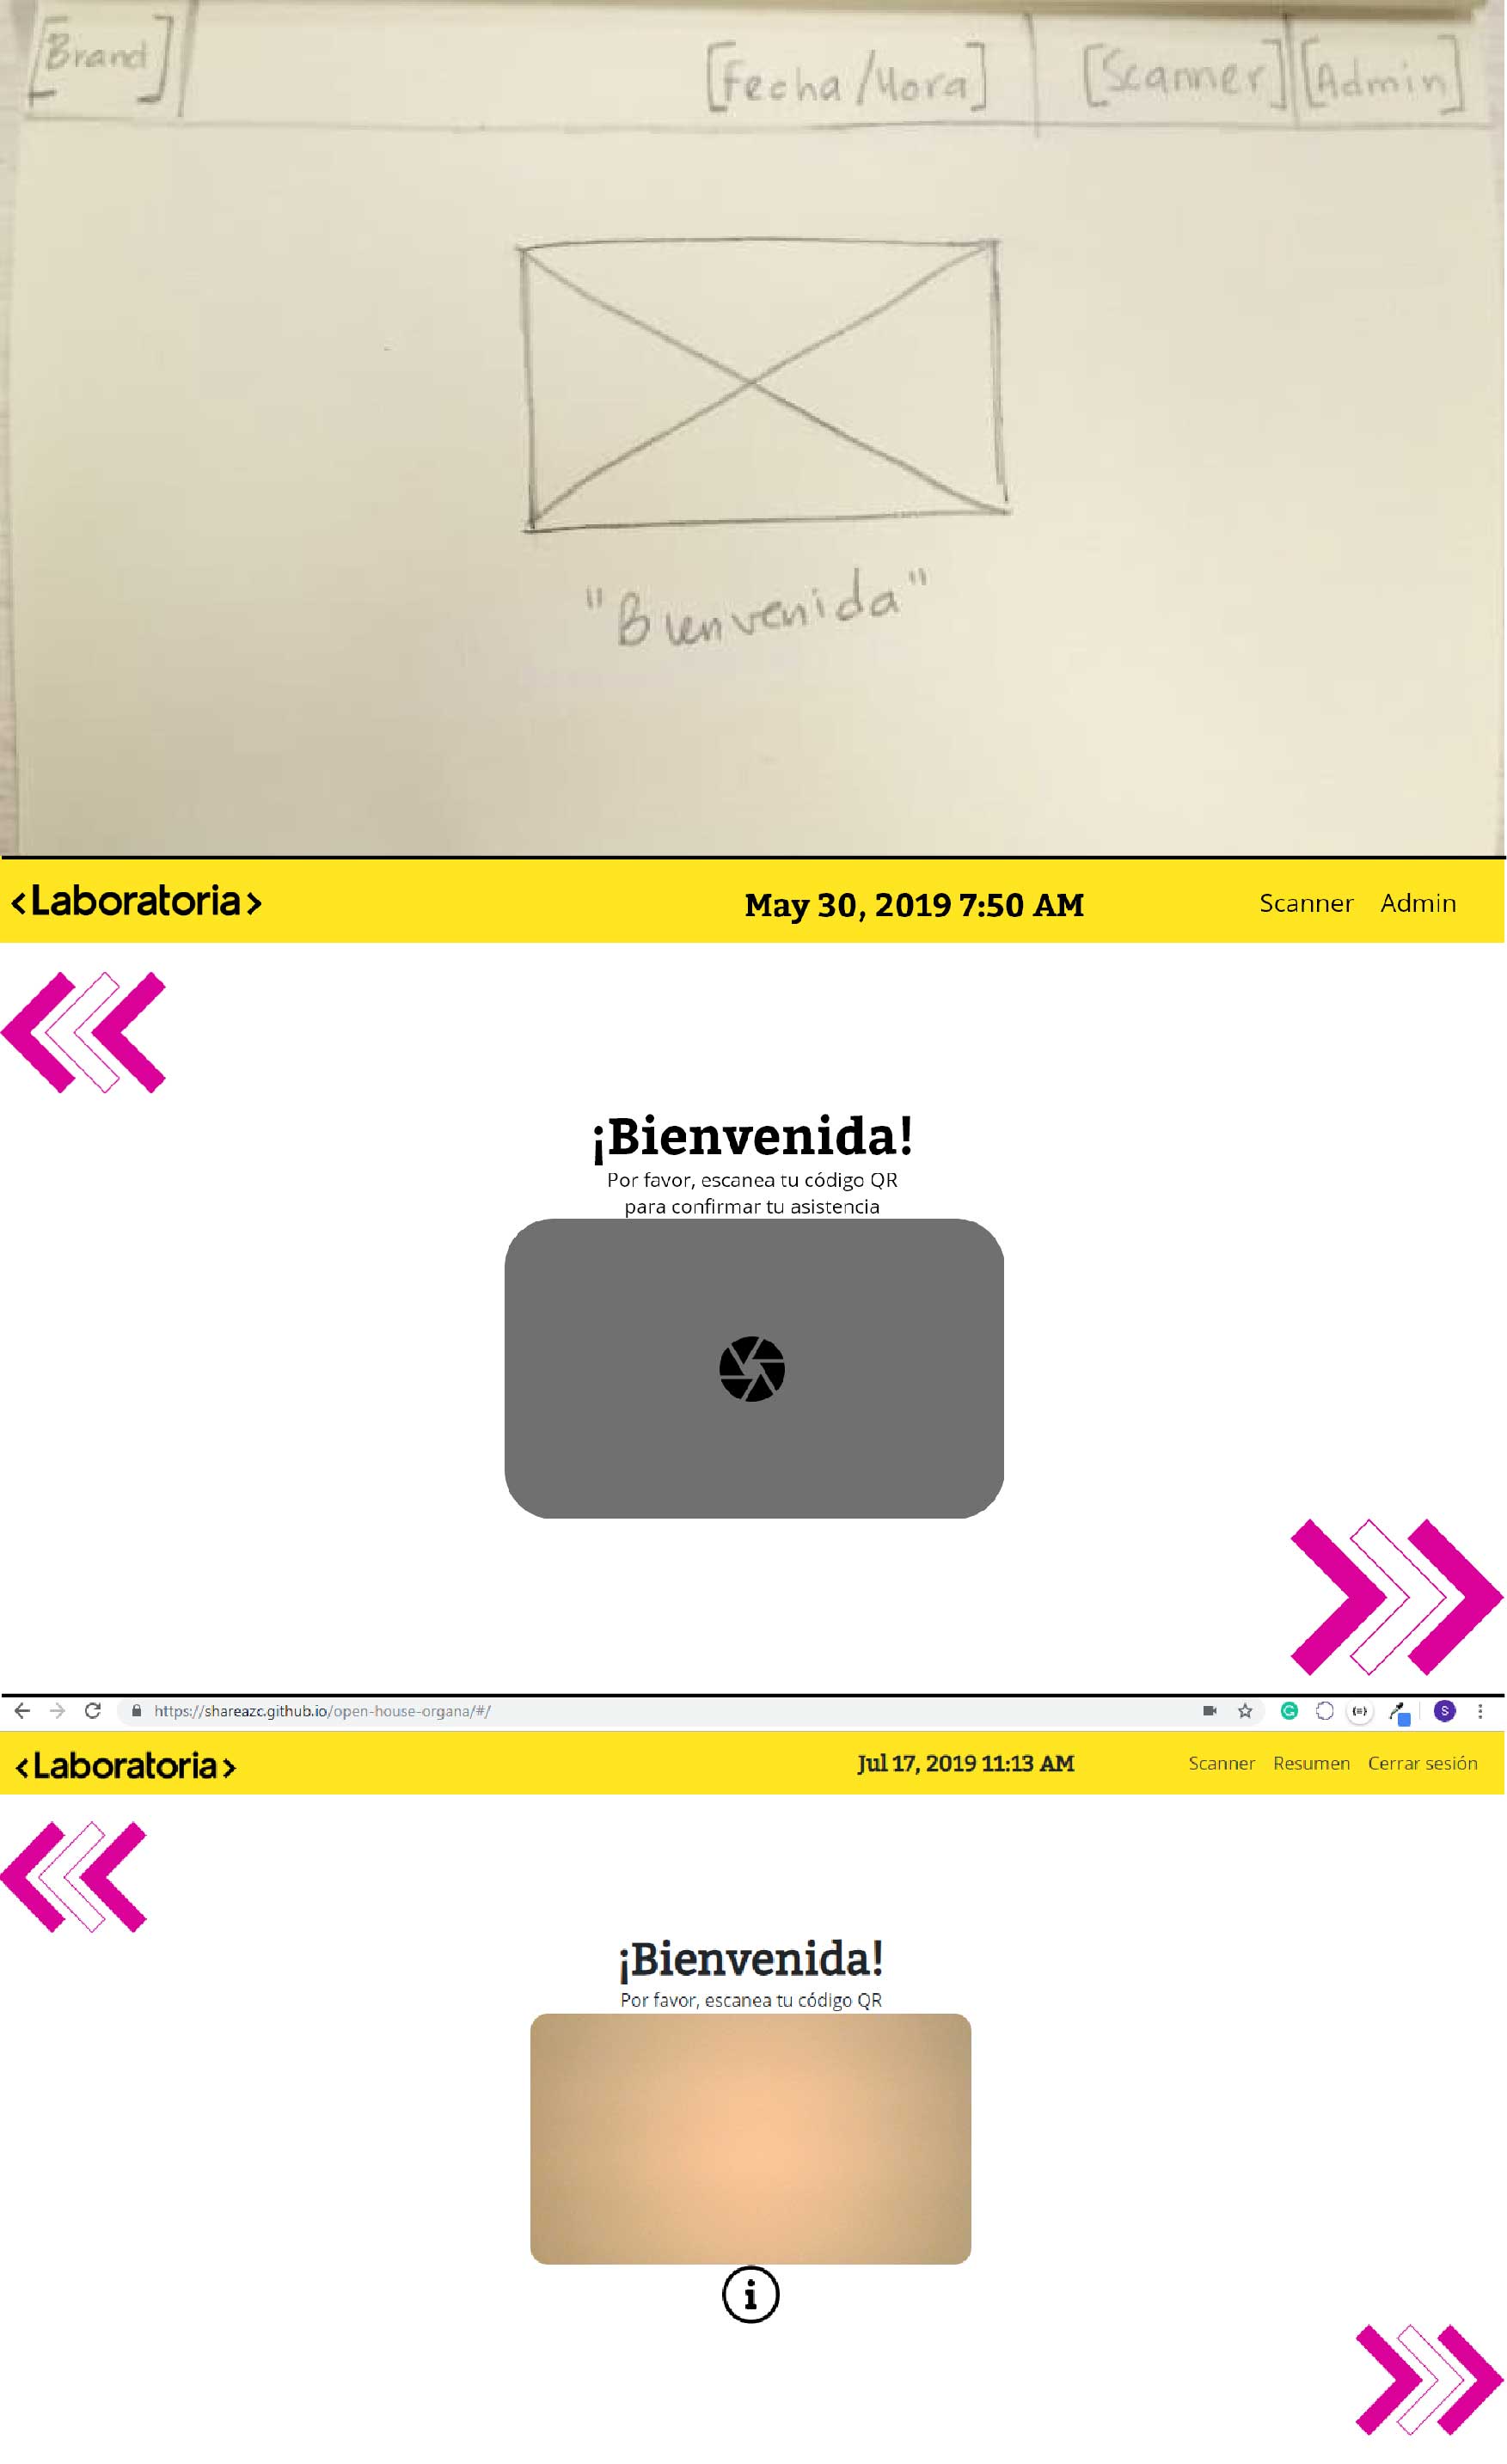 [Brand] [Fecha/Hora] [Scanner] [Admin]
"Bienvenida"
<Laboratoria> May 30, 2019 7:50 AM Scanner Admin
¡Bienvenida!
Por favor, escanea tu código QR
para confirmar tu asistencia
https://shareazc.github.io/open-house-organa/#/
S
<Laboratoria> Jul 17, 2019 11:13 AM Scanner Resumen Cerrar sesión
¡Bienvenida!
Por favor, escanea tu código QR
i